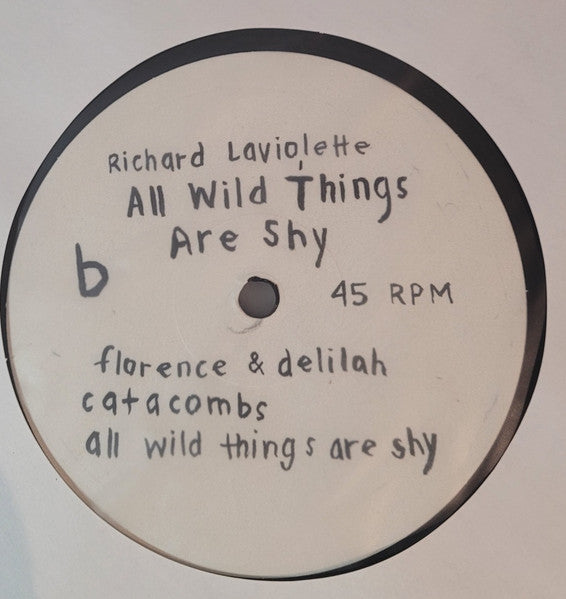 Richard Laviolette
All Wild Things
Are Shy
b
45 RPM
florence & delilah
catacombs
all wild things are shy